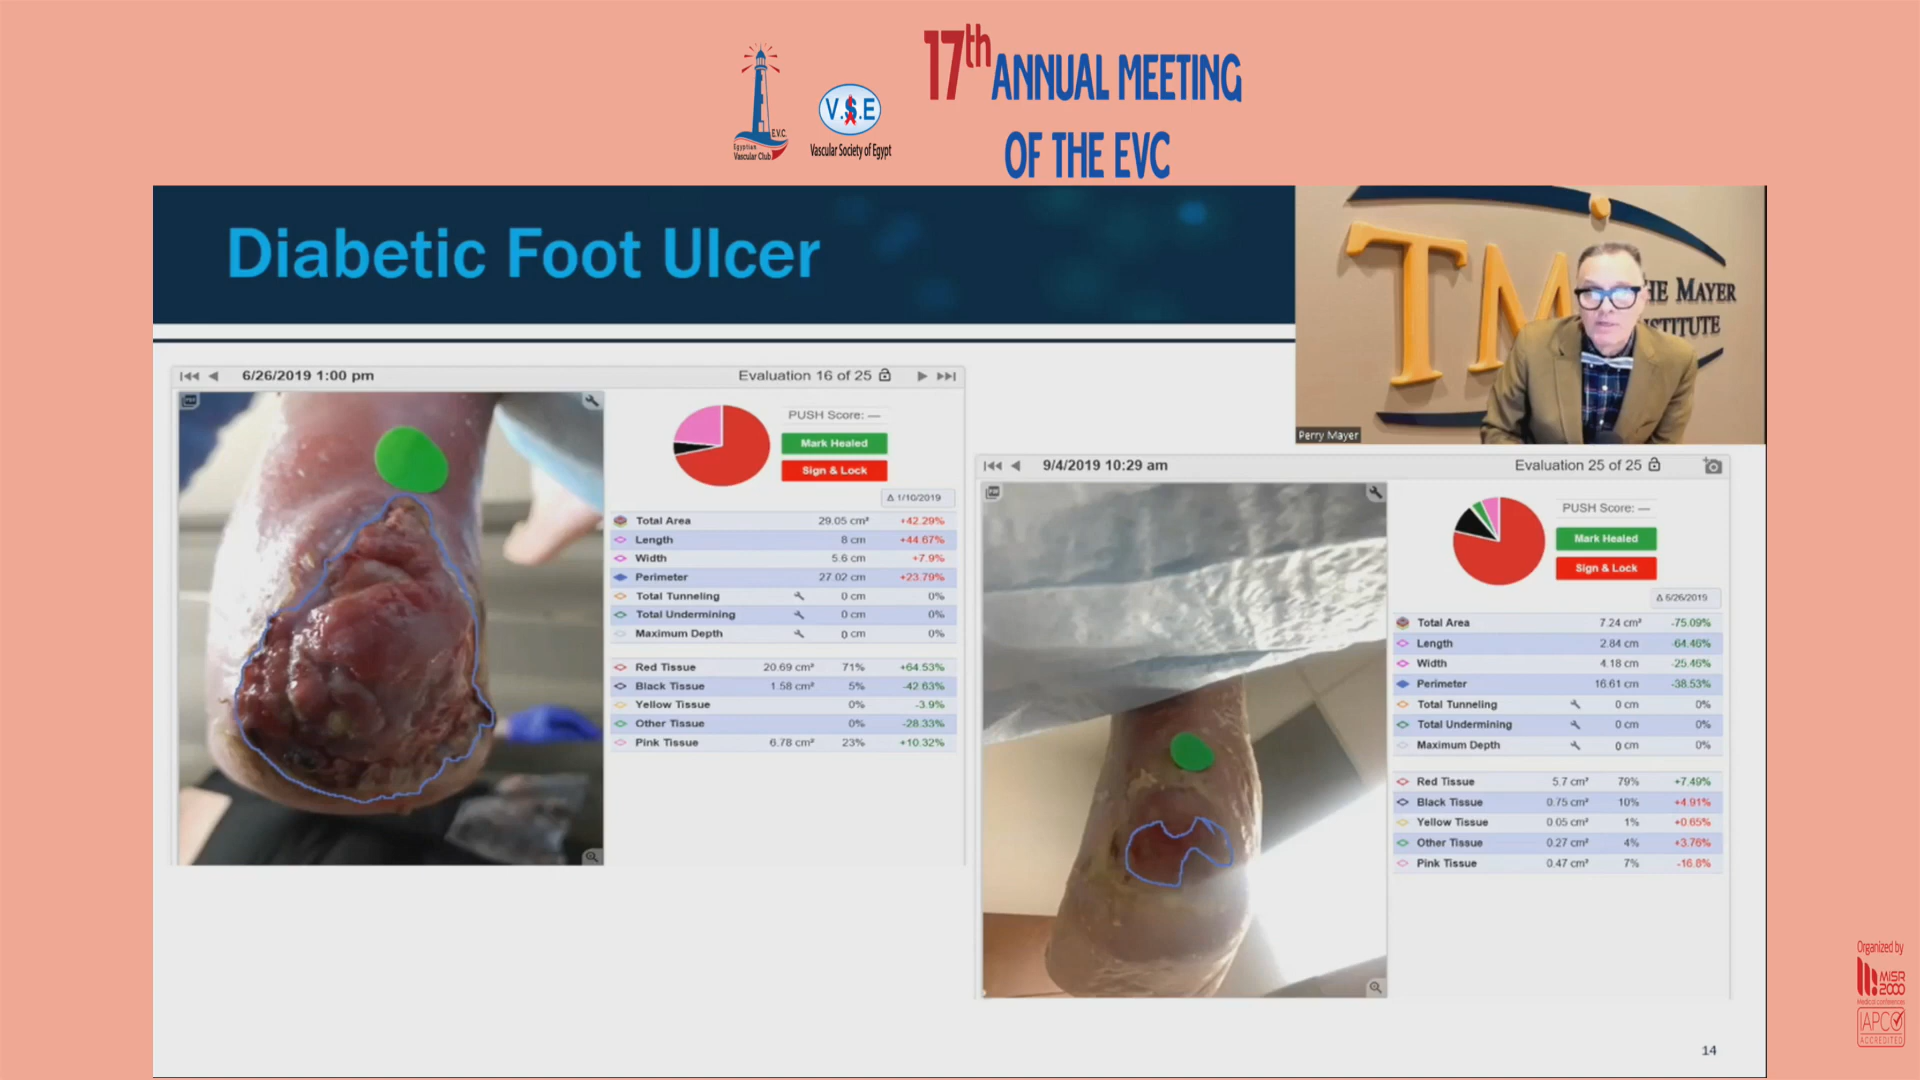 17th ANNUAL MEETING
OF THE EVC
E.V.C.
Egyptian
Vascular Club
V.S.E
Vascular Society of Egypt
Diabetic Foot Ulcer
TM
THE MAYER
INSTITUTE
Perry Mayer
6/26/2019 1:00 pm
Evaluation 16 of 25
PUSH Score: —
Mark Healed
Sign & Lock
Δ 1/10/2019
Total Area 29.05 cm² +42.29%
Length 8 cm +44.67%
Width 5.6 cm +7.9%
Perimeter 27.02 cm +23.79%
Total Tunneling 0 cm 0%
Total Undermining 0 cm 0%
Maximum Depth 0 cm 0%
Red Tissue 20.69 cm² 71% +64.53%
Black Tissue 1.58 cm² 5% -42.63%
Yellow Tissue 0% -3.9%
Other Tissue 0% -28.33%
Pink Tissue 6.78 cm² 23% +10.32%
9/4/2019 10:29 am
Evaluation 25 of 25
PUSH Score: —
Mark Healed
Sign & Lock
Δ 6/26/2019
Total Area 7.24 cm² -75.09%
Length 2.84 cm -64.46%
Width 4.18 cm -25.46%
Perimeter 16.61 cm -38.53%
Total Tunneling 0 cm 0%
Total Undermining 0 cm 0%
Maximum Depth 0 cm 0%
Red Tissue 5.7 cm² 79% +7.49%
Black Tissue 0.75 cm² 10% +4.91%
Yellow Tissue 0.05 cm² 1% +0.65%
Other Tissue 0.27 cm² 4% +3.76%
Pink Tissue 0.47 cm² 7% -16.8%
14
Organized by
MISR
2000
Medical conferences
IAPCO
ACCREDITED